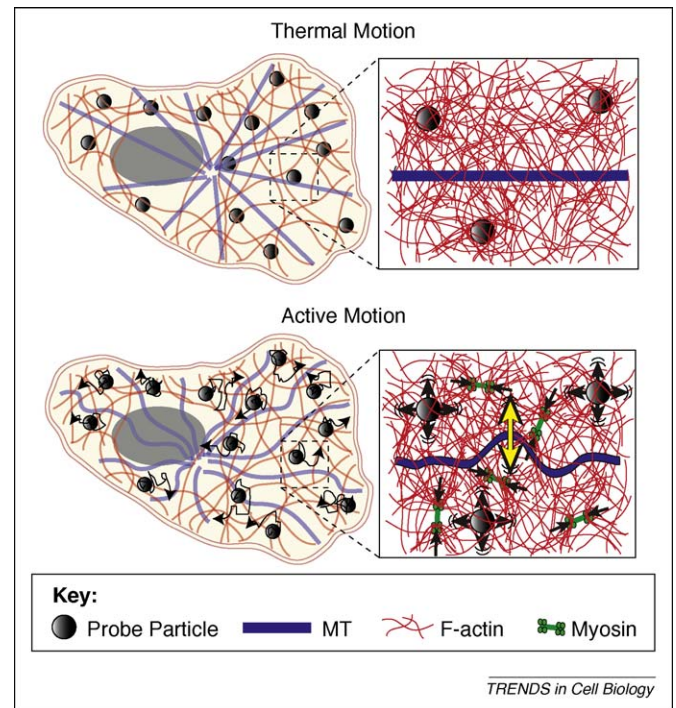 Thermal Motion
Active Motion
Key:
Probe Particle MT F-actin Myosin
TRENDS in Cell Biology